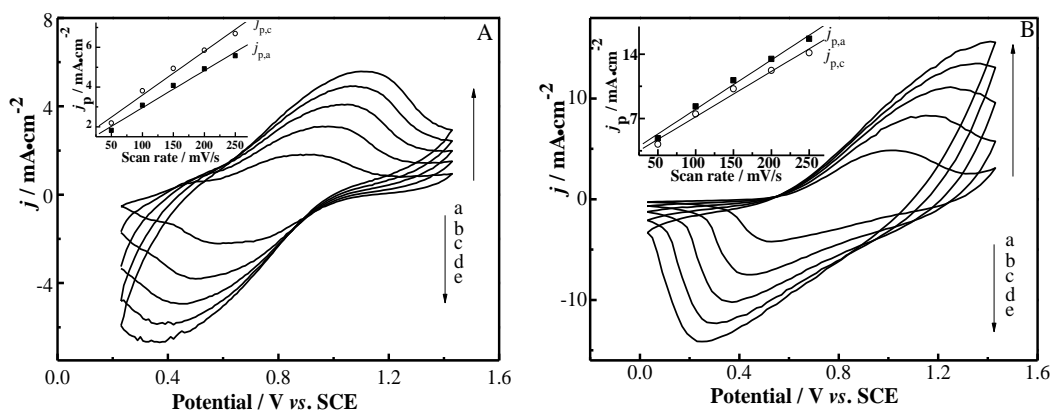 A
8
4
0
-4
j / mA•cm-2
0.0 0.4 0.8 1.2 1.6
Potential / V vs. SCE
a
b
c
d
e
jp / mA•cm-2
6
4
2
50 100 150 200 250
Scan rate / mV/s
jp,c
jp,a
B
10
0
-10
j / mA•cm-2
0.0 0.4 0.8 1.2 1.6
Potential / V vs. SCE
a
b
c
d
e
jp / mA•cm-2
14
7
50 100 150 200 250
Scan rate / mV/s
jp,a
jp,c